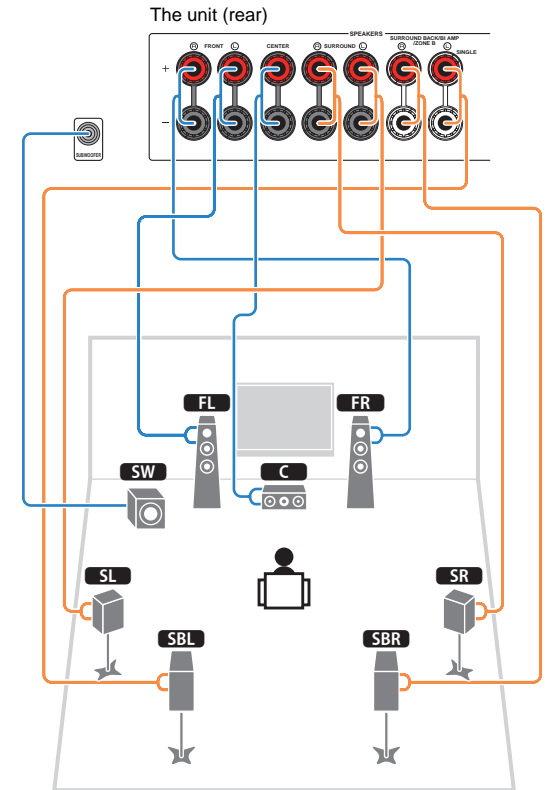 The unit (rear)
SPEAKERS
SURROUND BACK/BI AMP
/ZONE B
R FRONT L
CENTER
R SURROUND L
R
L
SINGLE
+
–
SUBWOOFER
FL
FR
SW
C
SL
SR
SBL
SBR